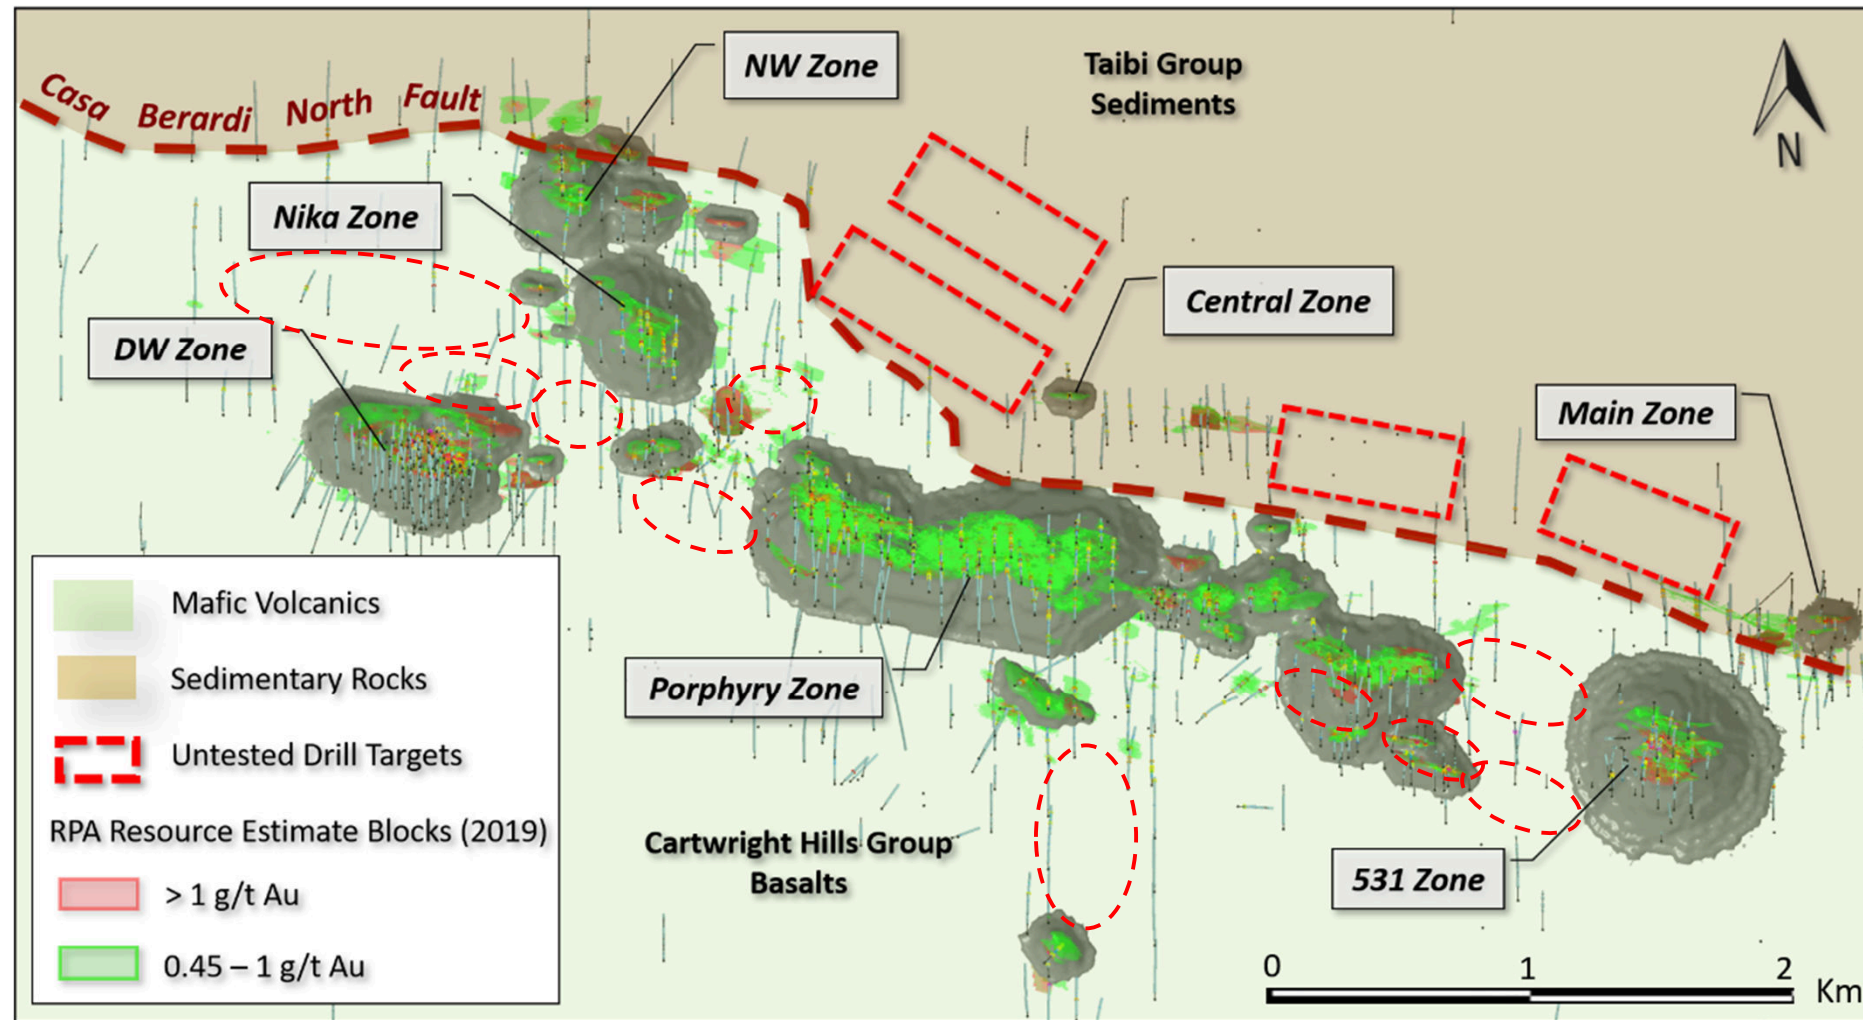 Casa Berardi North Fault
NW Zone
Taibi Group
Sediments
N
Nika Zone
Central Zone
DW Zone
Main Zone
Porphyry Zone
Cartwright Hills Group
Basalts
531 Zone
Mafic Volcanics
Sedimentary Rocks
Untested Drill Targets
RPA Resource Estimate Blocks (2019)
> 1 g/t Au
0.45 – 1 g/t Au
0 1 2
Km